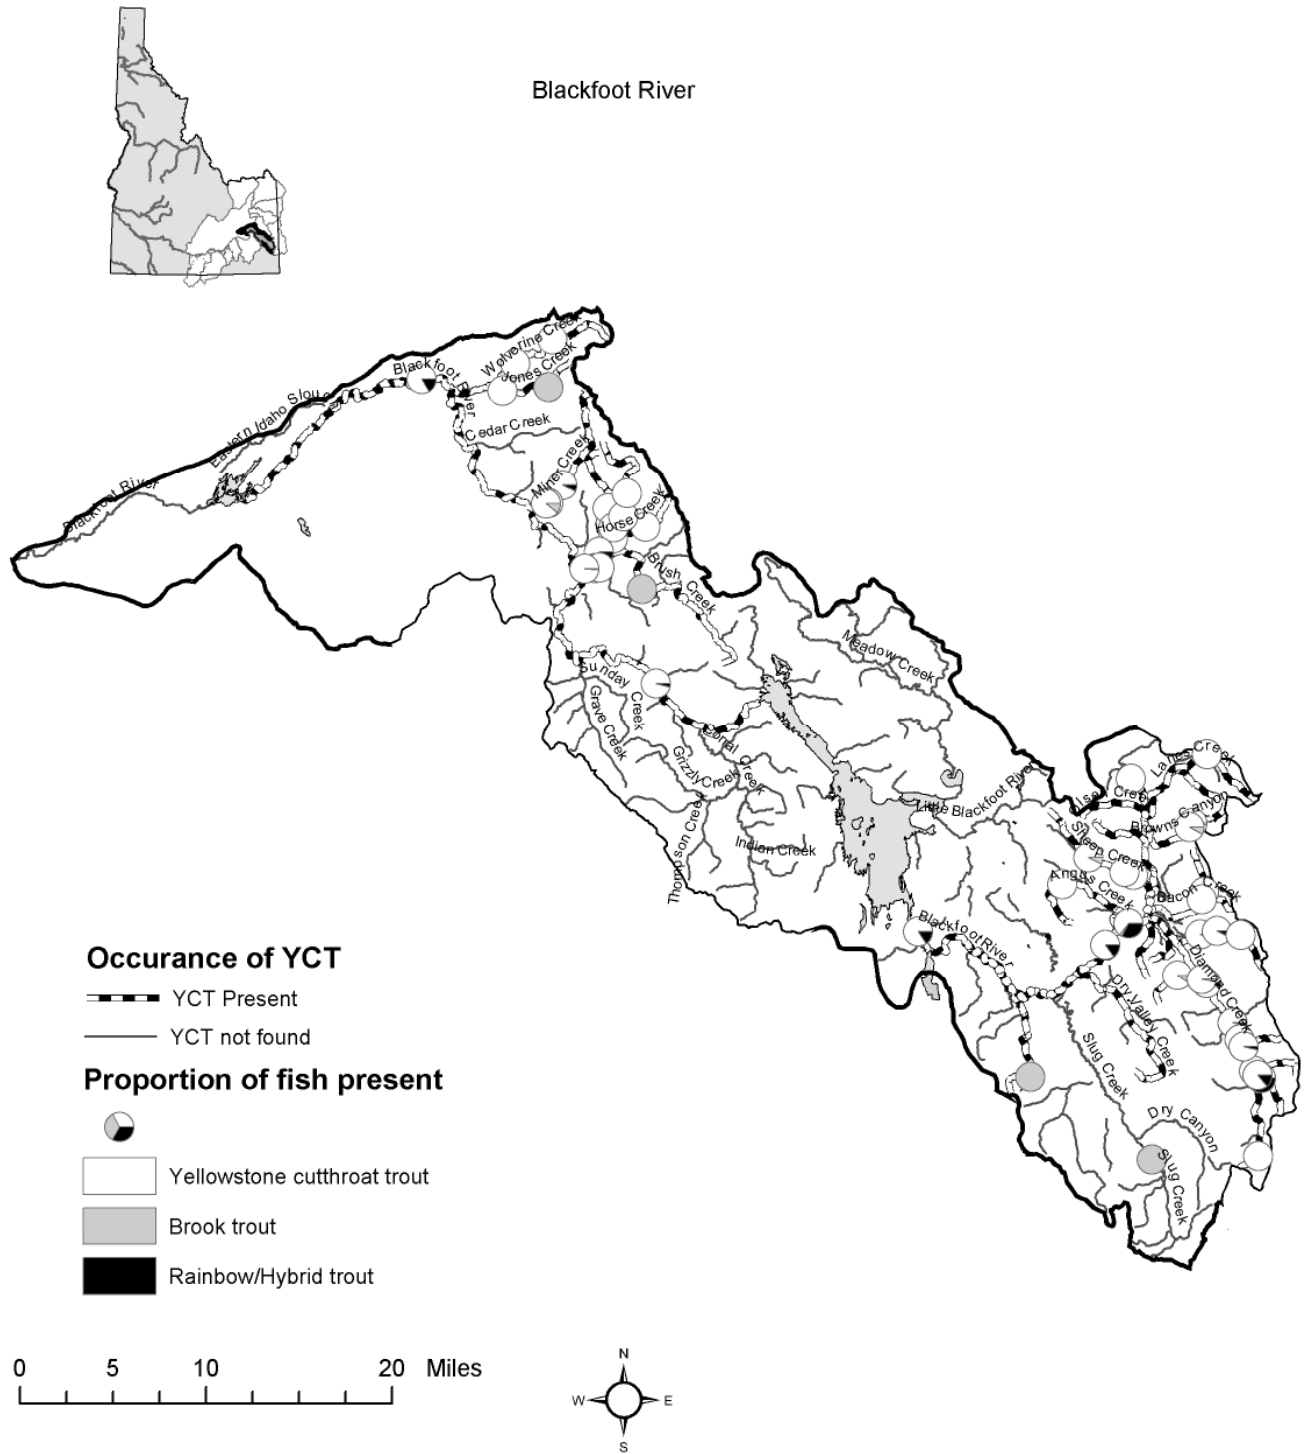 Blackfoot River
Wolverine Creek
Jones Creek
Blackfoot River
Eastern Idaho Slou
Cedar Creek
Miner Creek
Blackfoot River
Horse Creek
Brush Creek
Meadow Creek
Sunday Creek
Grave Creek
Corral Creek
Grizzly Creek
Lanes Creek
Little Blackfoot River
Olsen Creek
Browns Canyon
Thompson Creek
Indian Creek
Sheep Creek
Angus Creek
Bacon Creek
Blackfoot River
Diamond Creek
Dry Valley Creek
Slug Creek
Dry Canyon
Slug Creek
Occurance of YCT
YCT Present
YCT not found
Proportion of fish present
Yellowstone cutthroat trout
Brook trout
Rainbow/Hybrid trout
0 5 10 20 Miles
N
W E
S